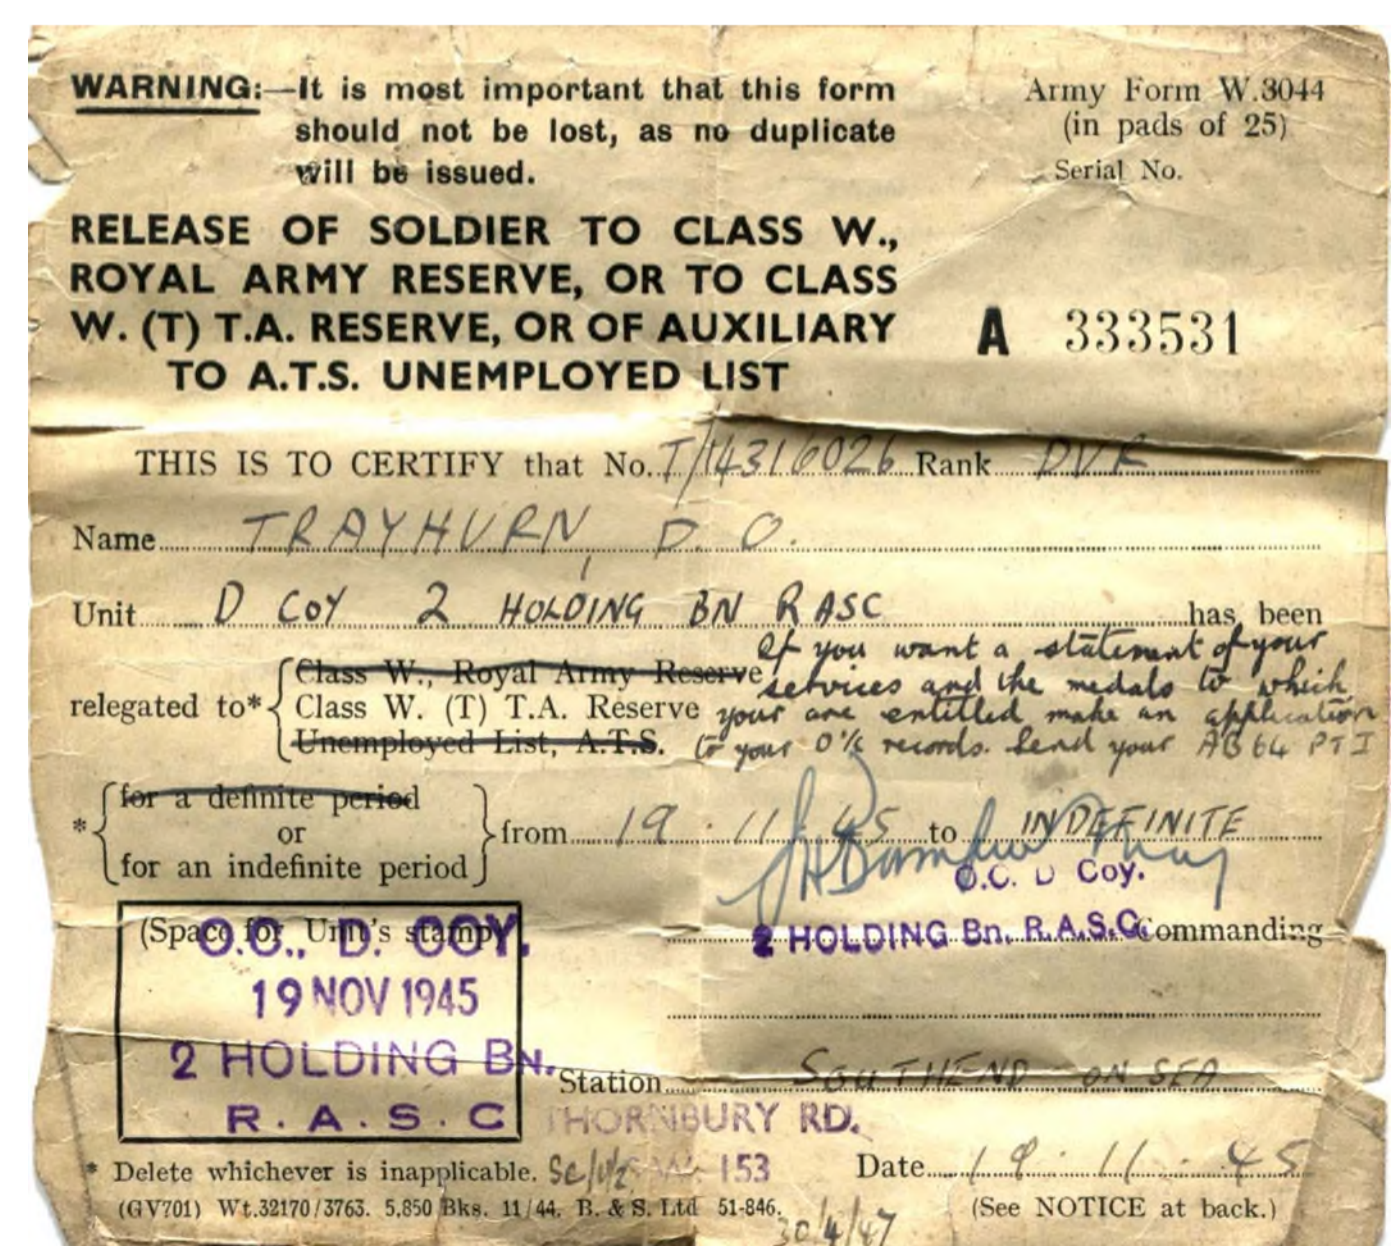 WARNING:—It is most important that this form
should not be lost, as no duplicate
will be issued.
Army Form W.3044
(in pads of 25)
Serial No.
RELEASE OF SOLDIER TO CLASS W.,
ROYAL ARMY RESERVE, OR TO CLASS
W. (T) T.A. RESERVE, OR OF AUXILIARY
TO A.T.S. UNEMPLOYED LIST
A 333531
THIS IS TO CERTIFY that No. T/14316026 Rank DVR
Name TRAYHURN, D. O.
Unit D COY 2 HOLDING BN RASC has been
relegated to*
Class W., Royal Army Reserve
Class W. (T) T.A. Reserve
Unemployed List, A.T.S.
If you want a statement of your
services and the medals to which
your are entitled make an application
to your O i/c records. Send your AB64 PT I
* for a definite period
or
for an indefinite period
from 19 . 11 . 45 to INDEFINITE
O.C. D Coy.
2 HOLDING Bn. R.A.S.C. Commanding
(Space for Unit's stamp)
O.C., D. COY.
19 NOV 1945
2 HOLDING BN.
R.A.S.C
Station SOUTHEND ON SEA
THORNBURY RD.
* Delete whichever is inapplicable.
153
Date 19 . 11 . 45
(GV701) Wt.32170/3763. 5,850 Bks. 11/44. B. & S. Ltd 51-846.
(See NOTICE at back.)
30/4/47